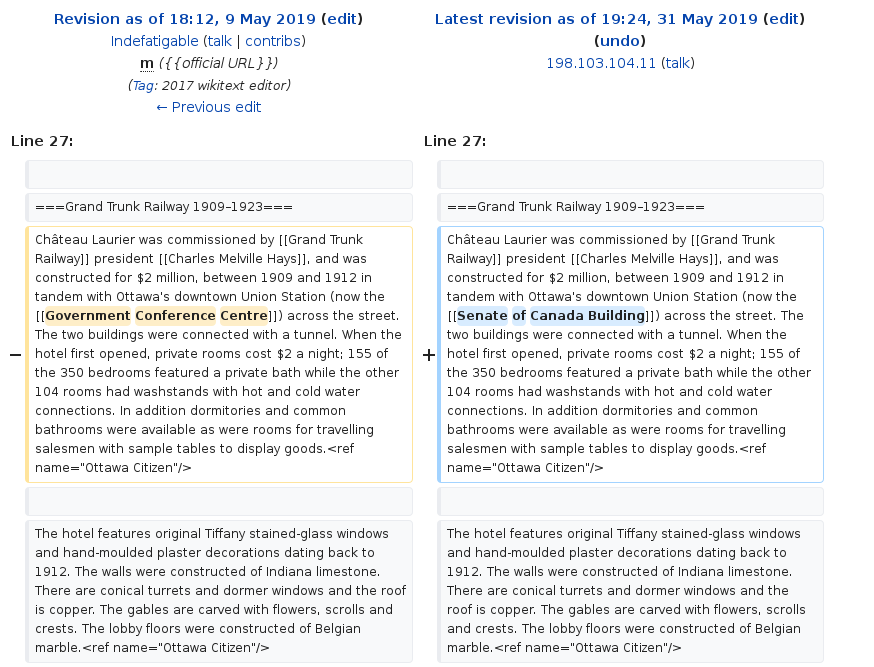 Revision as of 18:12, 9 May 2019 (edit)
Indefatigable (talk | contribs)
m ({{official URL}})
(Tag: 2017 wikitext editor)
← Previous edit
Latest revision as of 19:24, 31 May 2019 (edit)
(undo)
198.103.104.11 (talk)
Line 27:
Line 27:
===Grand Trunk Railway 1909–1923===
===Grand Trunk Railway 1909–1923===
−
Château Laurier was commissioned by [[Grand Trunk
Railway]] president [[Charles Melville Hays]], and was
constructed for $2 million, between 1909 and 1912 in
tandem with Ottawa's downtown Union Station (now the
[[Government Conference Centre]]) across the street.
The two buildings were connected with a tunnel. When the
hotel first opened, private rooms cost $2 a night; 155 of
the 350 bedrooms featured a private bath while the other
104 rooms had washstands with hot and cold water
connections. In addition dormitories and common
bathrooms were available as were rooms for travelling
salesmen with sample tables to display goods.<ref
name="Ottawa Citizen"/>
+
Château Laurier was commissioned by [[Grand Trunk
Railway]] president [[Charles Melville Hays]], and was
constructed for $2 million, between 1909 and 1912 in
tandem with Ottawa's downtown Union Station (now the
[[Senate of Canada Building]]) across the street. The
two buildings were connected with a tunnel. When the
hotel first opened, private rooms cost $2 a night; 155 of
the 350 bedrooms featured a private bath while the other
104 rooms had washstands with hot and cold water
connections. In addition dormitories and common
bathrooms were available as were rooms for travelling
salesmen with sample tables to display goods.<ref
name="Ottawa Citizen"/>
The hotel features original Tiffany stained-glass windows
and hand-moulded plaster decorations dating back to
1912. The walls were constructed of Indiana limestone.
There are conical turrets and dormer windows and the roof
is copper. The gables are carved with flowers, scrolls and
crests. The lobby floors were constructed of Belgian
marble.<ref name="Ottawa Citizen"/>
The hotel features original Tiffany stained-glass windows
and hand-moulded plaster decorations dating back to
1912. The walls were constructed of Indiana limestone.
There are conical turrets and dormer windows and the
roof is copper. The gables are carved with flowers, scrolls
and crests. The lobby floors were constructed of Belgian
marble.<ref name="Ottawa Citizen"/>